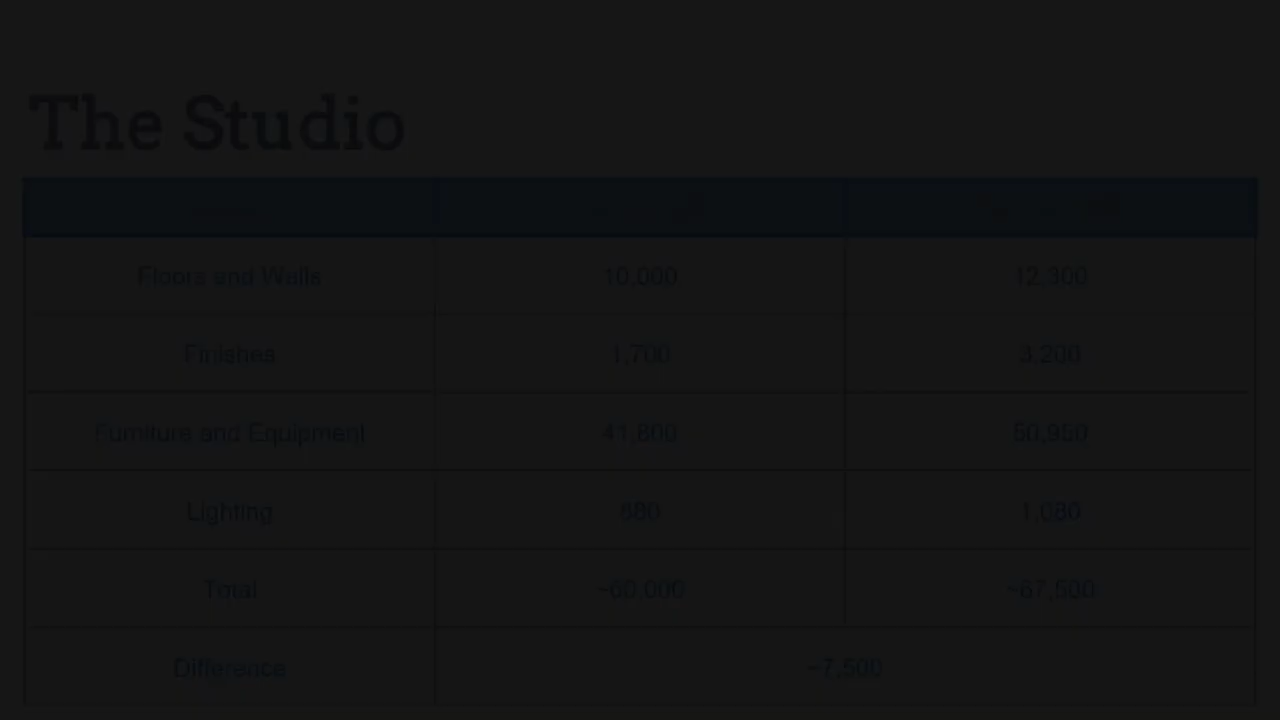 The Studio
Floors and Walls 10,000 12,300
Finishes 1,700 3,200
Furniture and Equipment 41,800 50,950
Lighting 880 1,080
Total ~60,000 ~67,500
Difference ~7,500